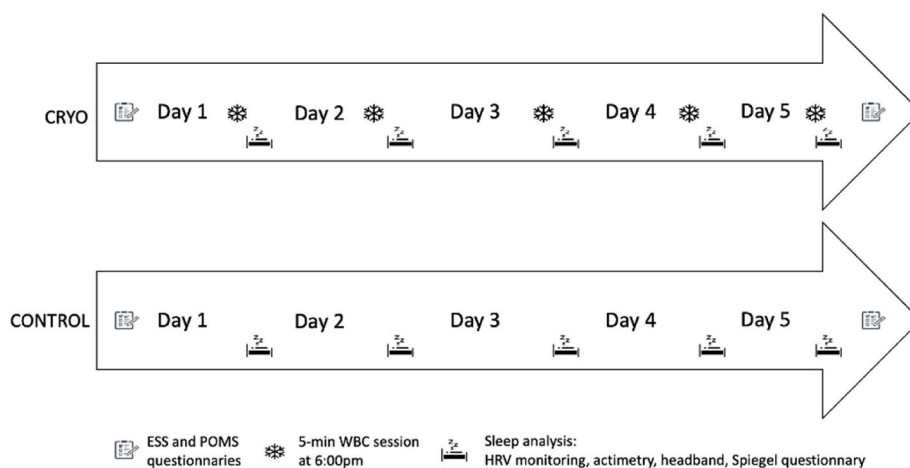 CRYO
Day 1 Day 2 Day 3 Day 4 Day 5
CONTROL
Day 1 Day 2 Day 3 Day 4 Day 5
ESS and POMS
questionnaries
5-min WBC session
at 6:00pm
Sleep analysis:
HRV monitoring, actimetry, headband, Spiegel questionnary